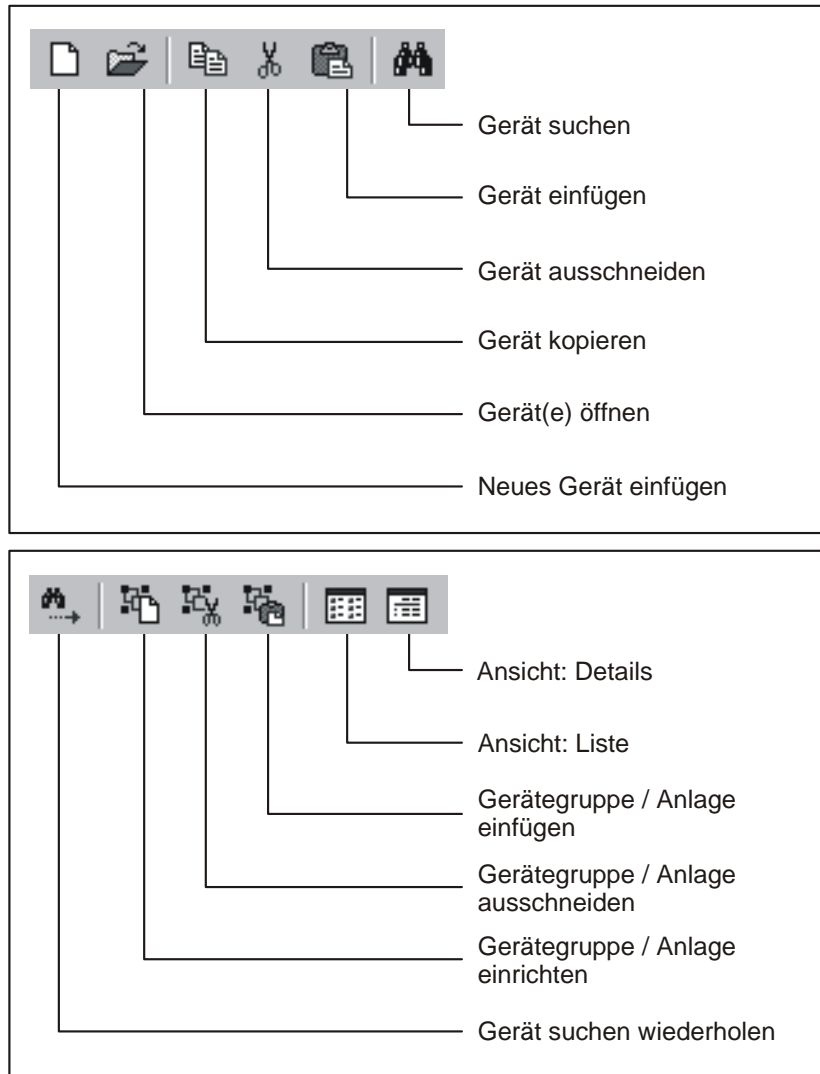 Gerät suchen
Gerät einfügen
Gerät ausschneiden
Gerät kopieren
Gerät(e) öffnen
Neues Gerät einfügen
Ansicht: Details
Ansicht: Liste
Gerätegruppe / Anlage
einfügen
Gerätegruppe / Anlage
ausschneiden
Gerätegruppe / Anlage
einrichten
Gerät suchen wiederholen